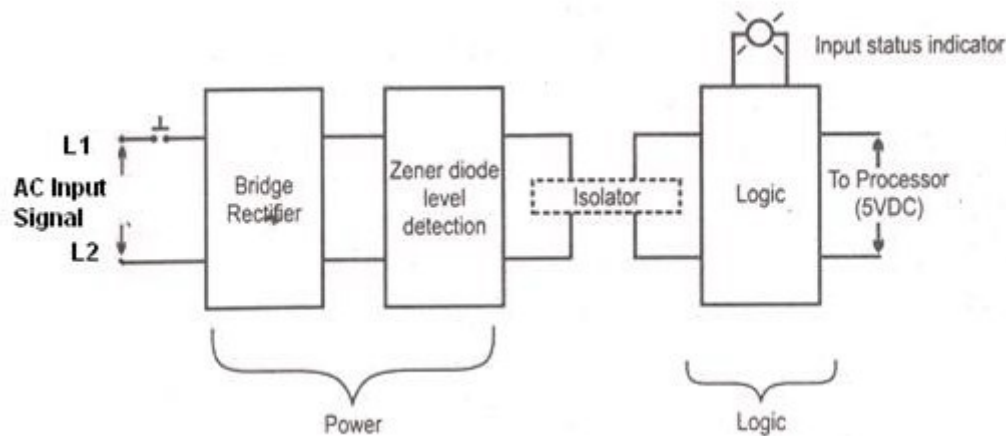 Input status indicator
L1
AC Input
Signal
L2
Bridge
Rectifier
Zener diode
level
detection
Isolator
Logic
To Processor
(5VDC)
Power
Logic